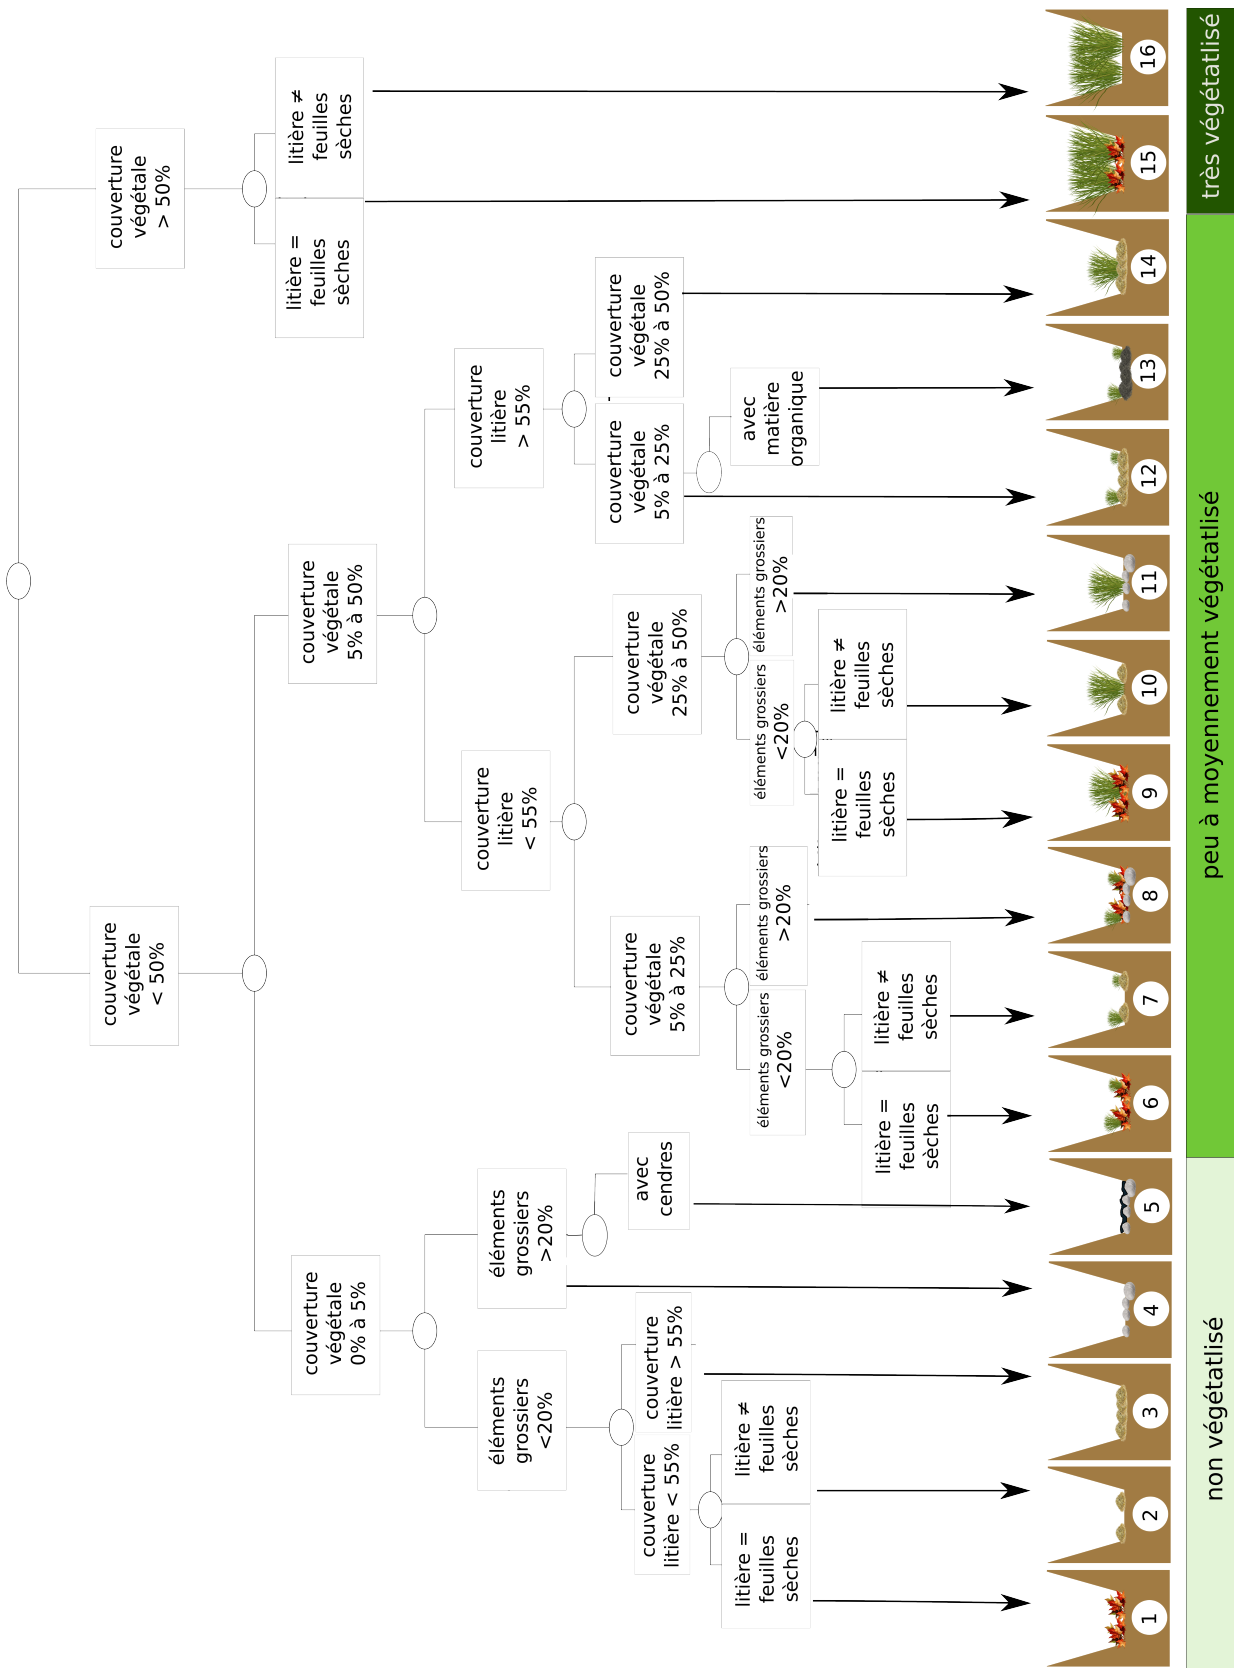 couverture
végétale
< 50%
couverture
végétale
> 50%
couverture
végétale
0% à 5%
couverture
végétale
5% à 50%
litière =
feuilles
sèches
litière ≠
feuilles
sèches
éléments
grossiers
<20%
éléments
grossiers
>20%
couverture
litière < 55%
couverture
litière > 55%
avec
cendres
litière =
feuilles
sèches
litière ≠
feuilles
sèches
couverture
litière
< 55%
couverture
litière
> 55%
couverture
végétale
5% à 25%
couverture
végétale
25% à 50%
couverture
végétale
5% à 25%
couverture
végétale
25% à 50%
éléments grossiers
<20%
éléments grossiers
>20%
éléments grossiers
<20%
éléments grossiers
>20%
avec
matière
organique
litière =
feuilles
sèches
litière ≠
feuilles
sèches
litière =
feuilles
sèches
litière ≠
feuilles
sèches
1
2
3
4
5
6
7
8
9
10
11
12
13
14
15
16
non végétatlisé
peu à moyennement végétatlisé
très végétatlisé